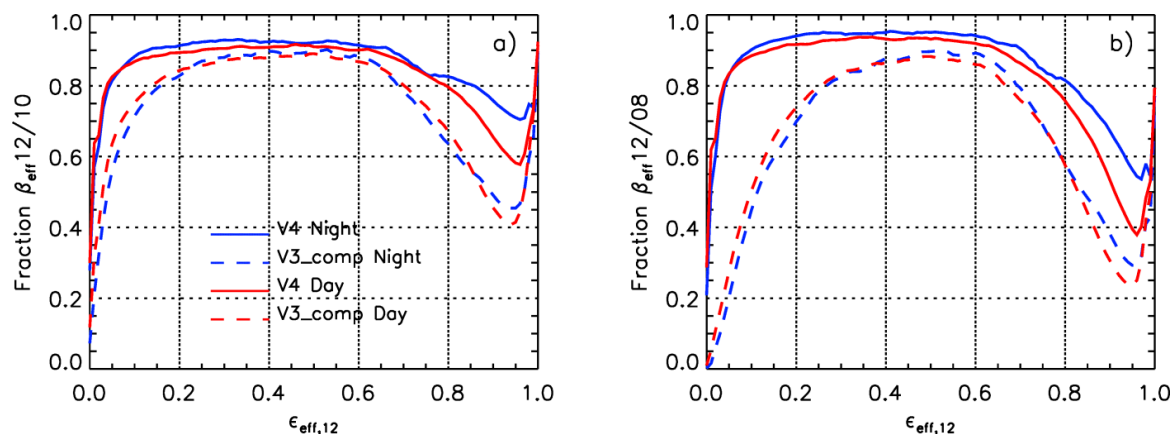 a)
Fraction β_eff 12/10
1.0
0.8
0.6
0.4
0.2
0.0
V4 Night
V3_comp Night
V4 Day
V3_comp Day
0.0 0.2 0.4 0.6 0.8 1.0
ϵ_eff,12
b)
Fraction β_eff 12/08
1.0
0.8
0.6
0.4
0.2
0.0
0.0 0.2 0.4 0.6 0.8 1.0
ϵ_eff,12